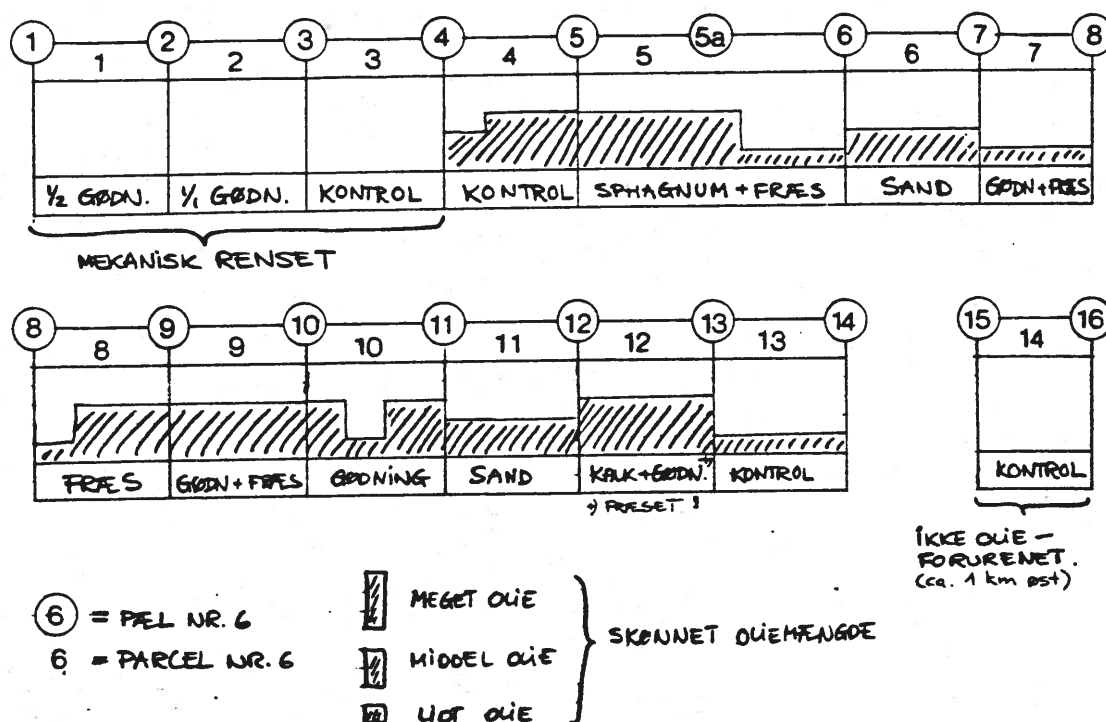 1 2 3 4 5 5a 6 7 8
1 2 3 4 5 6 7
½ GØDN. 1/1 GØDN. KONTROL KONTROL SPHAGNUM + FRÆS SAND GØDN + FRÆS
MEKANISK RENSET
8 9 10 11 12 13 14 15 16
8 9 10 11 12 13 14
FRÆS GØDN + FRÆS GØDNING SAND KALK + GØDN. +) KONTROL KONTROL
+) FRÆSET !
IKKE OLIE-
FORURENET.
(ca. 1 km øst)
6 = PÆL NR. 6
6 = PARCEL NR. 6
MEGET OLIE
MIDDEL OLIE
LIDT OLIE
SKØNNET OLIEMÆNGDE